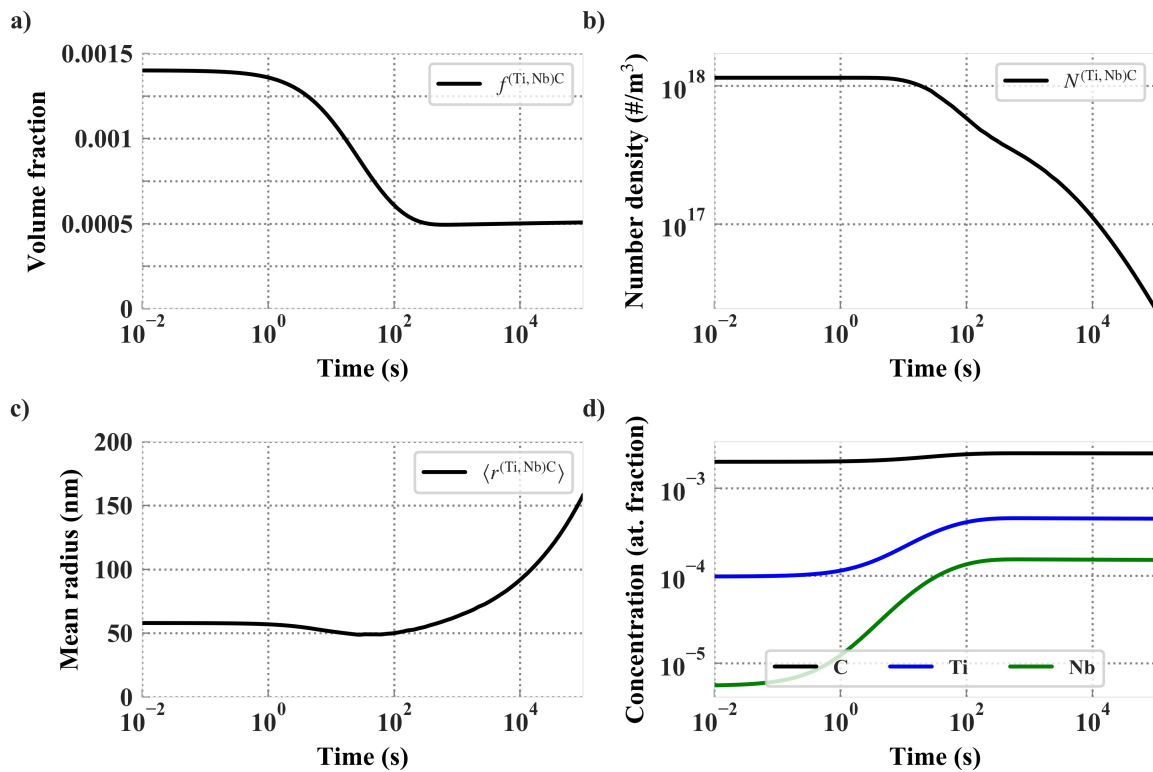 a)
Volume fraction
0.0015
0.001
0.0005
0
f^(Ti, Nb)C
10^−2
10^0
10^2
10^4
Time (s)
b)
Number density (#/m^3)
10^18
10^17
N^(Ti, Nb)C
10^−2
10^0
10^2
10^4
Time (s)
c)
Mean radius (nm)
200
150
100
50
0
⟨r^(Ti, Nb)C⟩
10^−2
10^0
10^2
10^4
Time (s)
d)
Concentration (at. fraction)
10^−3
10^−4
10^−5
C Ti Nb
10^−2
10^0
10^2
10^4
Time (s)